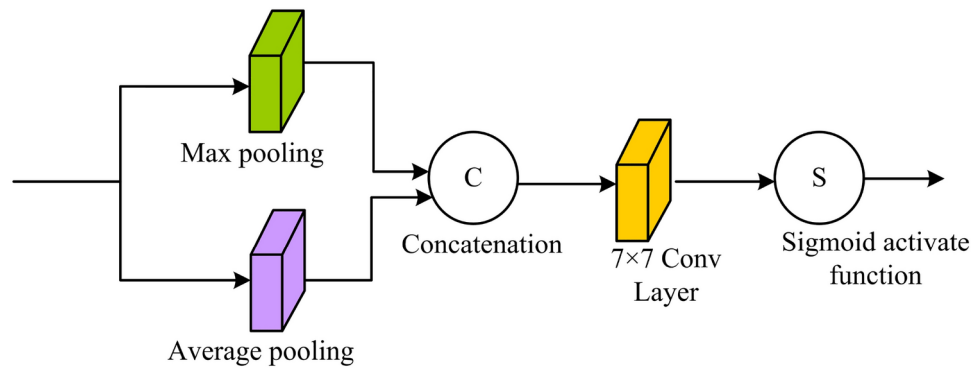 Max pooling
Average pooling
C
Concatenation
7×7 Conv
Layer
S
Sigmoid activate
function